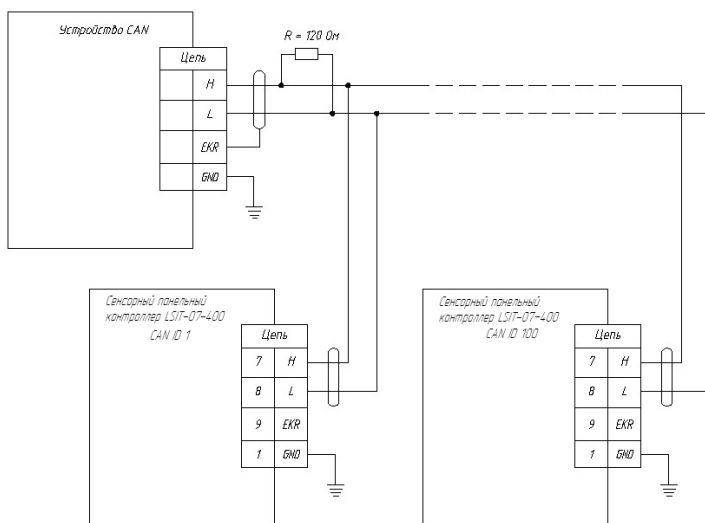 Устройство CAN
R = 120 Ом
Цепь
H
L
EKR
GND
Сенсорный панельный
контроллер LSIT-07-400
CAN ID 1
Цепь
7 H
8 L
9 EKR
1 GND
Сенсорный панельный
контроллер LSIT-07-400
CAN ID 100
Цепь
7 H
8 L
9 EKR
1 GND